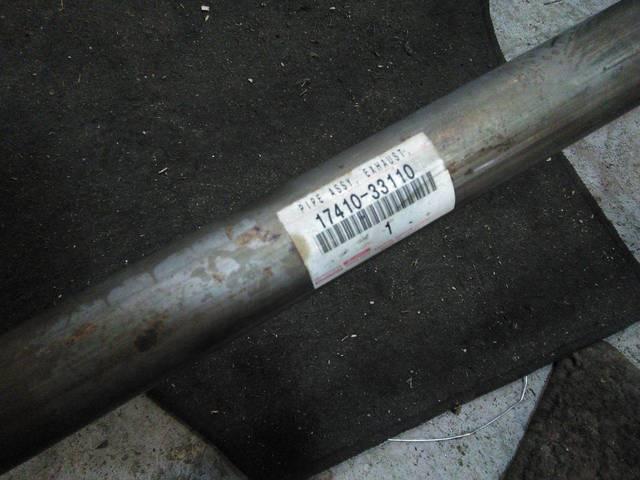 PIPE ASSY, EXHAUST,
17410-33110
1